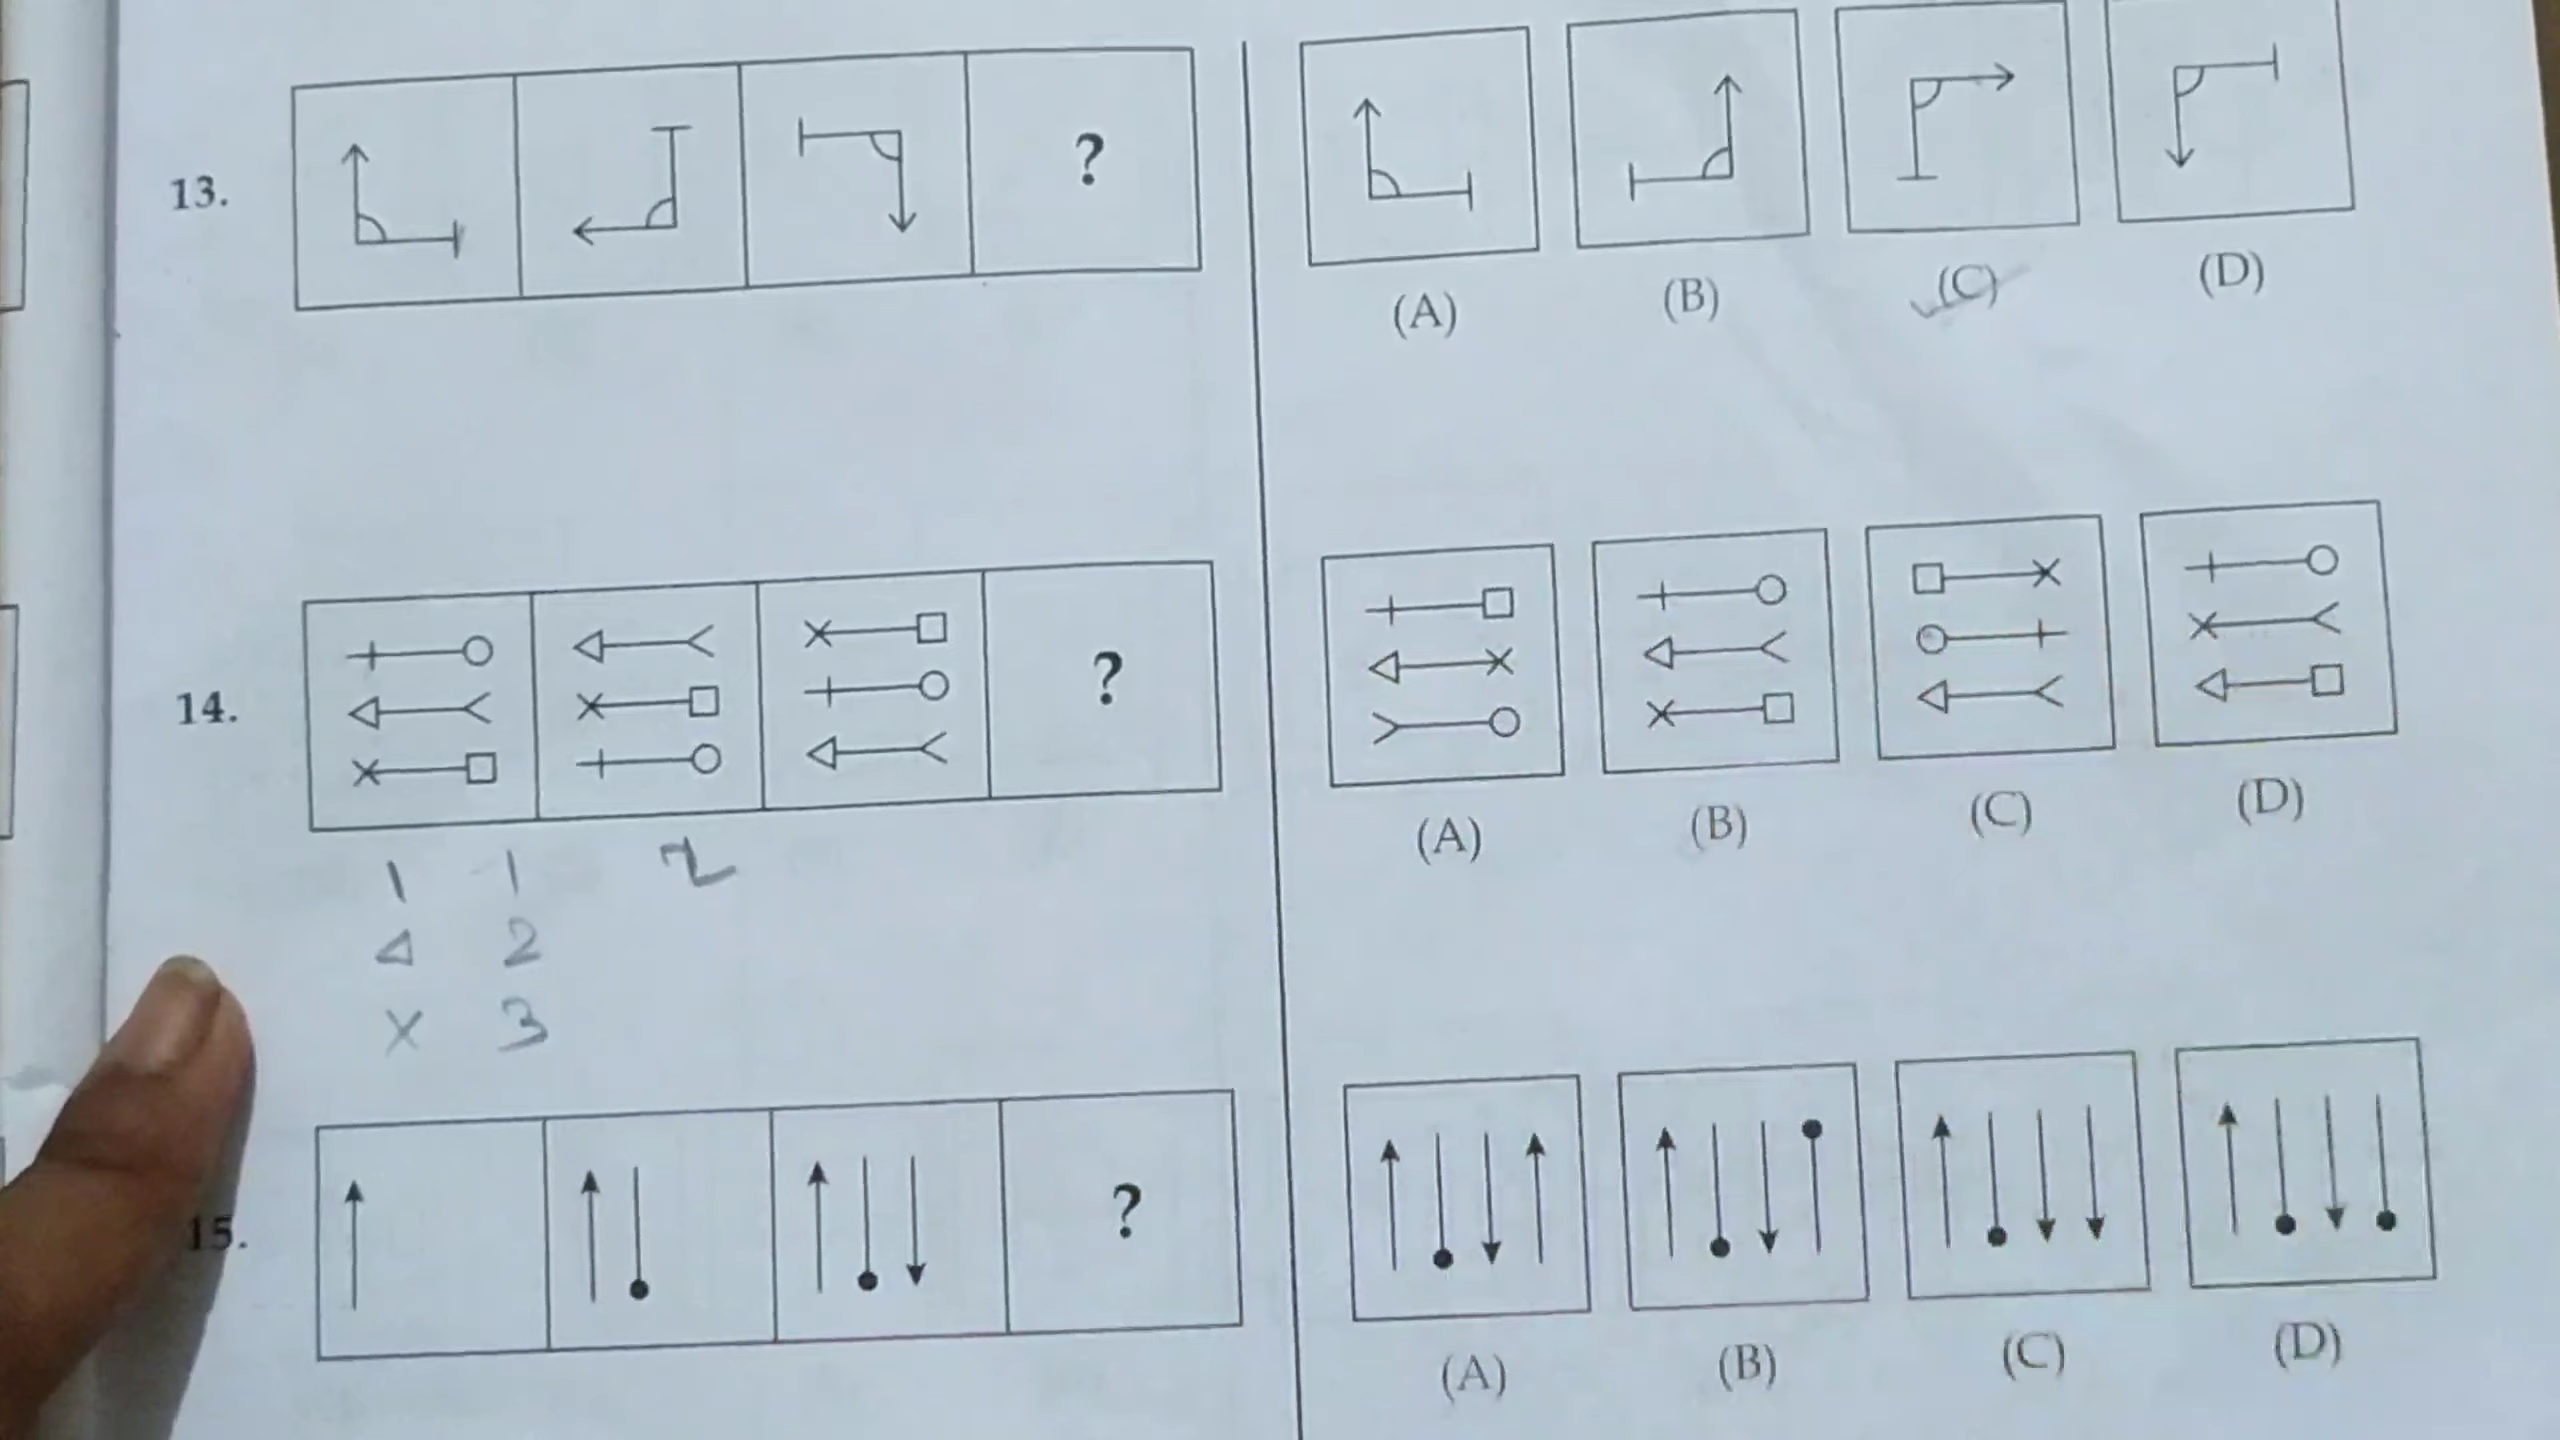 13. ?
(A) (B) (C) (D)
14. ?
(A) (B) (C) (D)
1 1 2
Δ 2
X 3
15. ?
(A) (B) (C) (D)